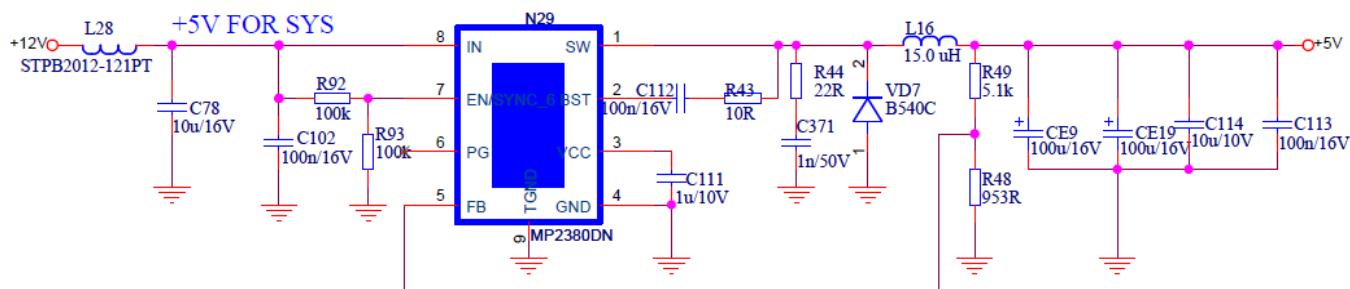 +12V
L28
STPB2012-121PT
+5V FOR SYS
C78
10u/16V
R92
100k
C102
100n/16V
R93
100k
N29
8
IN
SW
1
7
EN/SYNC_6
BST
2
6
PG
VCC
3
5
FB
GND
4
TGND
9
MP2380DN
C112
100n/16V
R43
10R
C111
1u/10V
R44
22R
C371
1n/50V
2
VD7
B540C
1
L16
15.0 uH
R49
5.1k
R48
953R
+
CE9
100u/16V
+
CE19
100u/16V
C114
10u/10V
C113
100n/16V
+5V